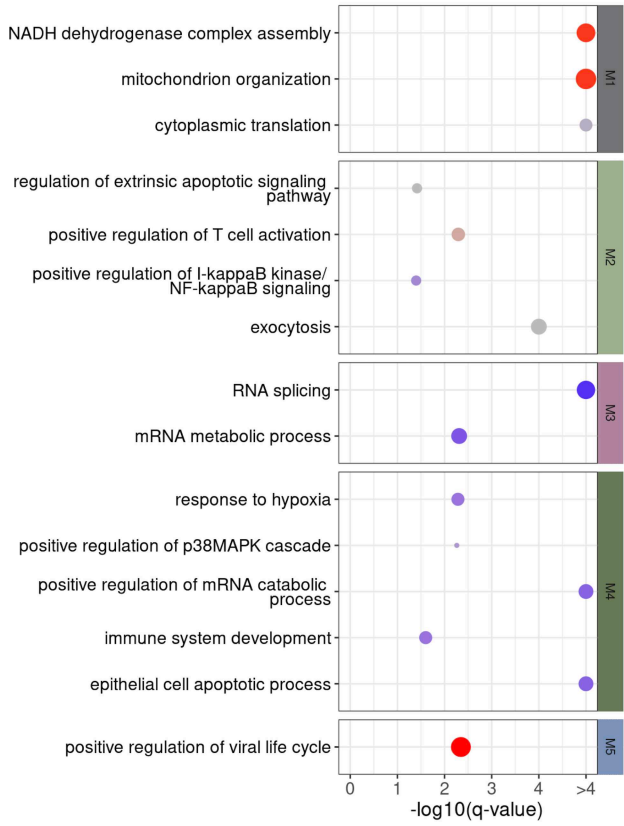 NADH dehydrogenase complex assembly
mitochondrion organization
cytoplasmic translation
M1
regulation of extrinsic apoptotic signaling
pathway
positive regulation of T cell activation
positive regulation of I-kappaB kinase/
NF-kappaB signaling
exocytosis
M2
RNA splicing
mRNA metabolic process
M3
response to hypoxia
positive regulation of p38MAPK cascade
positive regulation of mRNA catabolic
process
immune system development
epithelial cell apoptotic process
M4
positive regulation of viral life cycle
M5
0 1 2 3 4 >4
-log10(q-value)